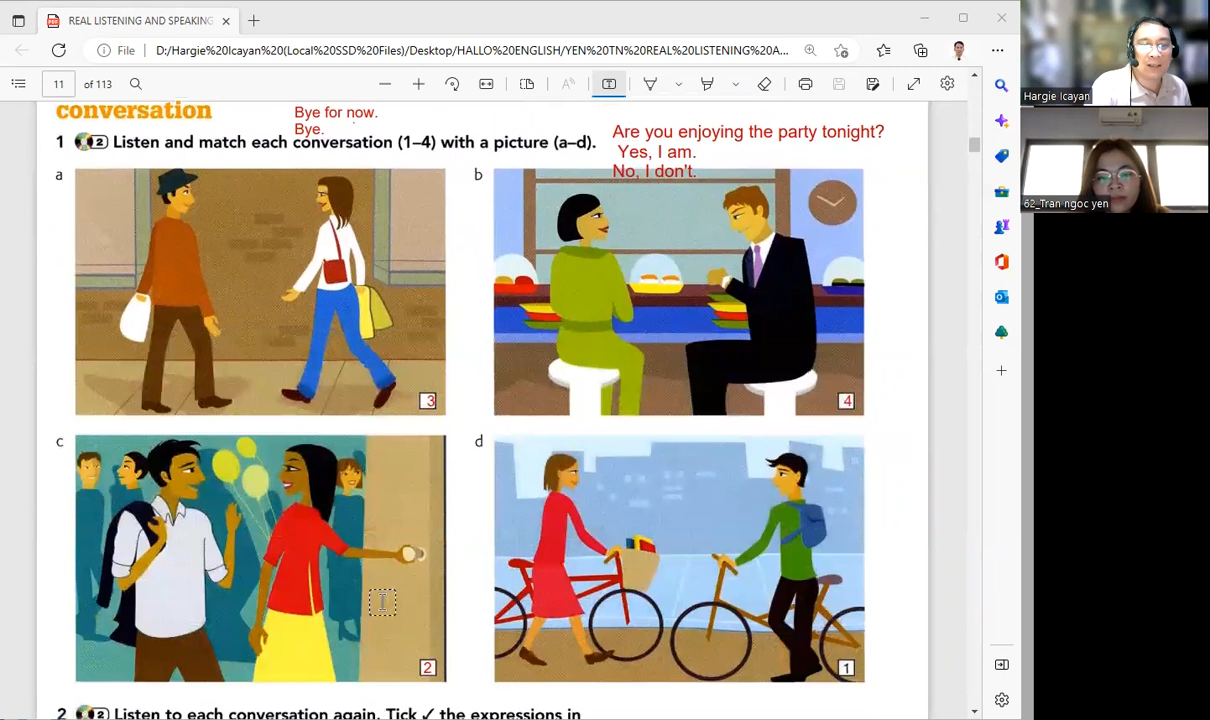 REAL LISTENING AND SPEAKING
File
D:/Hargie%20Icayan%20(Local%20SSD%20Files)/Desktop/HALLO%20ENGLISH/YEN%20TN%20REAL%20LISTENING%20A...
11 of 113
conversation
Bye for now.
Bye.
Are you enjoying the party tonight?
Yes, I am.
No, I don't.
1 2 Listen and match each conversation (1–4) with a picture (a–d).
a
b
3
4
c
d
2
1
2 2 Listen to each conversation again. Tick ✓ the expressions in
Hargie Icayan
62_Tran ngoc yen